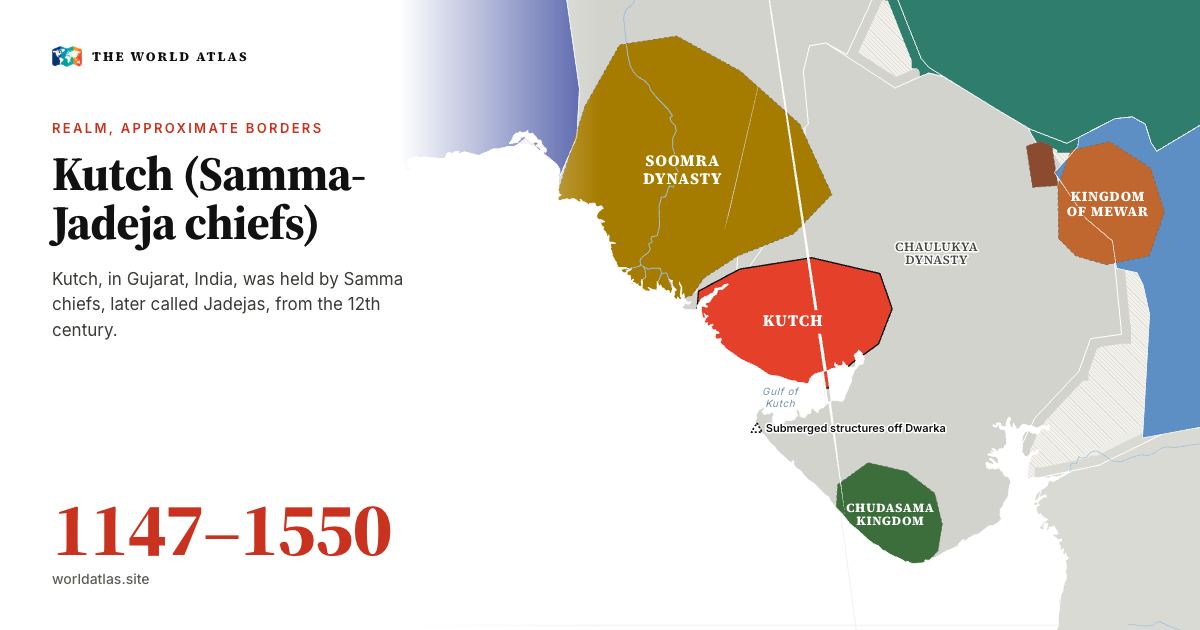 THE WORLD ATLAS
REALM, APPROXIMATE BORDERS
Kutch (Samma-
Jadeja chiefs)
Kutch, in Gujarat, India, was held by Samma
chiefs, later called Jadejas, from the 12th
century.
1147–1550
worldatlas.site
SOOMRA
DYNASTY
KINGDOM
OF MEWAR
CHAULUKYA
DYNASTY
KUTCH
Gulf of
Kutch
Submerged structures off Dwarka
CHUDASAMA
KINGDOM